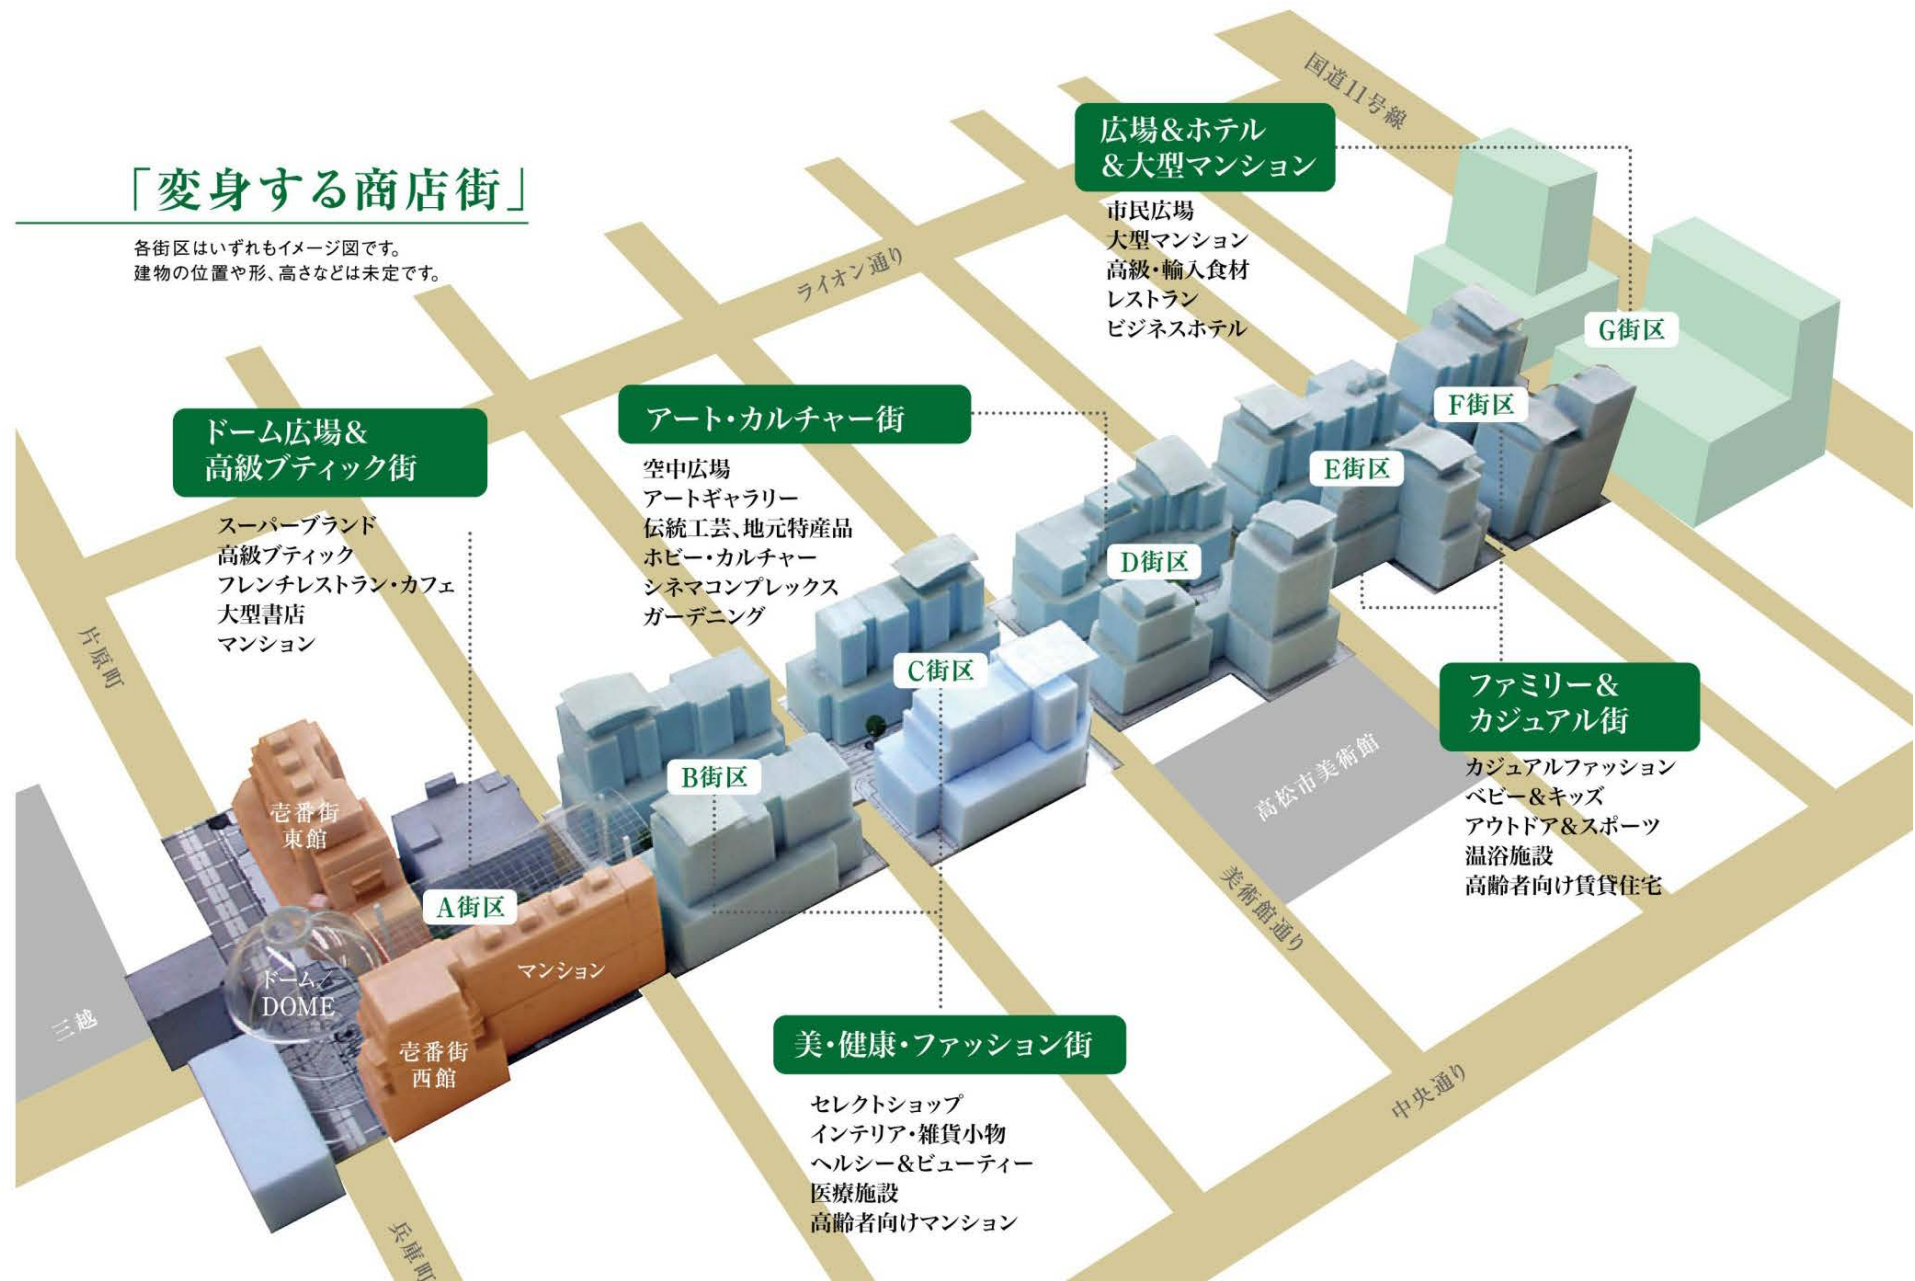 「変身する商店街」
各街区はいずれもイメージ図です。
建物の位置や形、高さなどは未定です。
国道11号線
広場＆ホテル
＆大型マンション
市民広場
大型マンション
高級・輸入食材
レストラン
ビジネスホテル
ライオン通り
G街区
F街区
E街区
D街区
C街区
B街区
A街区
ドーム広場＆
高級ブティック街
スーパーブランド
高級ブティック
フレンチレストラン・カフェ
大型書店
マンション
アート・カルチャー街
空中広場
アートギャラリー
伝統工芸、地元特産品
ホビー・カルチャー
シネマコンプレックス
ガーデニング
ファミリー＆
カジュアル街
カジュアルファッション
ベビー＆キッズ
アウトドア＆スポーツ
温浴施設
高齢者向け賃貸住宅
片原町
壱番街
東館
高松市美術館
美術館通り
マンション
ドーム／
DOME
三越
壱番街
西館
美・健康・ファッション街
セレクトショップ
インテリア・雑貨小物
ヘルシー＆ビューティー
医療施設
高齢者向けマンション
中央通り
兵庫町